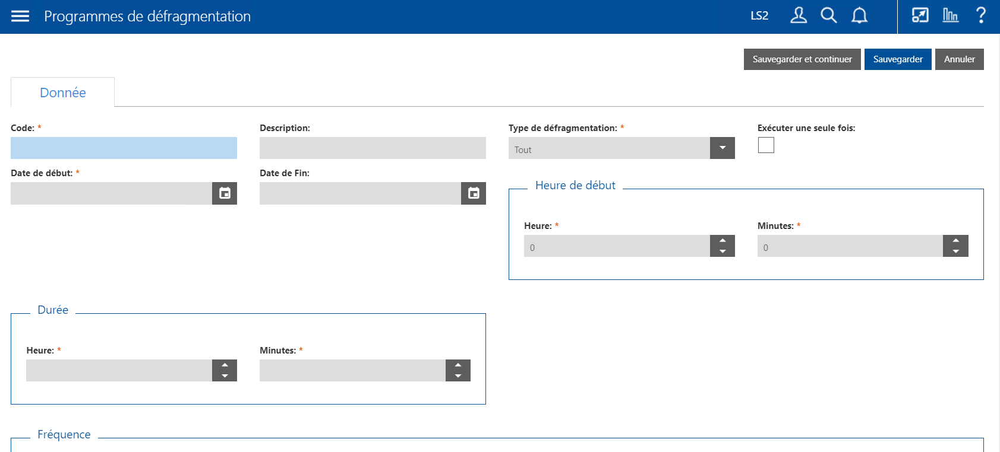 Programmes de défragmentation
LS2
Sauvegarder et continuer
Sauvegarder
Annuler
Donnée
Code: *
Description:
Type de défragmentation: *
Exécuter une seule fois:
Tout
Date de début: *
Date de Fin:
Heure de début
Heure: *
Minutes: *
0
0
Durée
Heure: *
Minutes: *
Fréquence